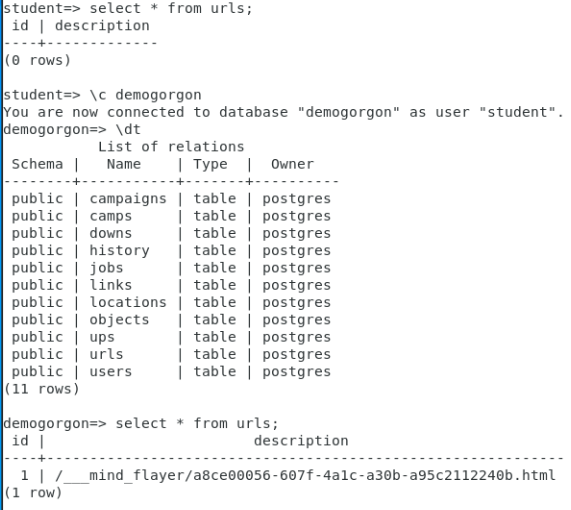 student=> select * from urls;
 id | description
----+-------------
(0 rows)

student=> \c demogorgon
You are now connected to database "demogorgon" as user "student".
demogorgon=> \dt
           List of relations
 Schema |   Name    | Type  |  Owner
--------+-----------+-------+----------
 public | campaigns | table | postgres
 public | camps     | table | postgres
 public | downs     | table | postgres
 public | history   | table | postgres
 public | jobs      | table | postgres
 public | links     | table | postgres
 public | locations | table | postgres
 public | objects   | table | postgres
 public | ups       | table | postgres
 public | urls      | table | postgres
 public | users     | table | postgres
(11 rows)

demogorgon=> select * from urls;
 id |                        description
----+------------------------------------------------------------
  1 | /___mind_flayer/a8ce00056-607f-4a1c-a30b-a95c2112240b.html
(1 row)